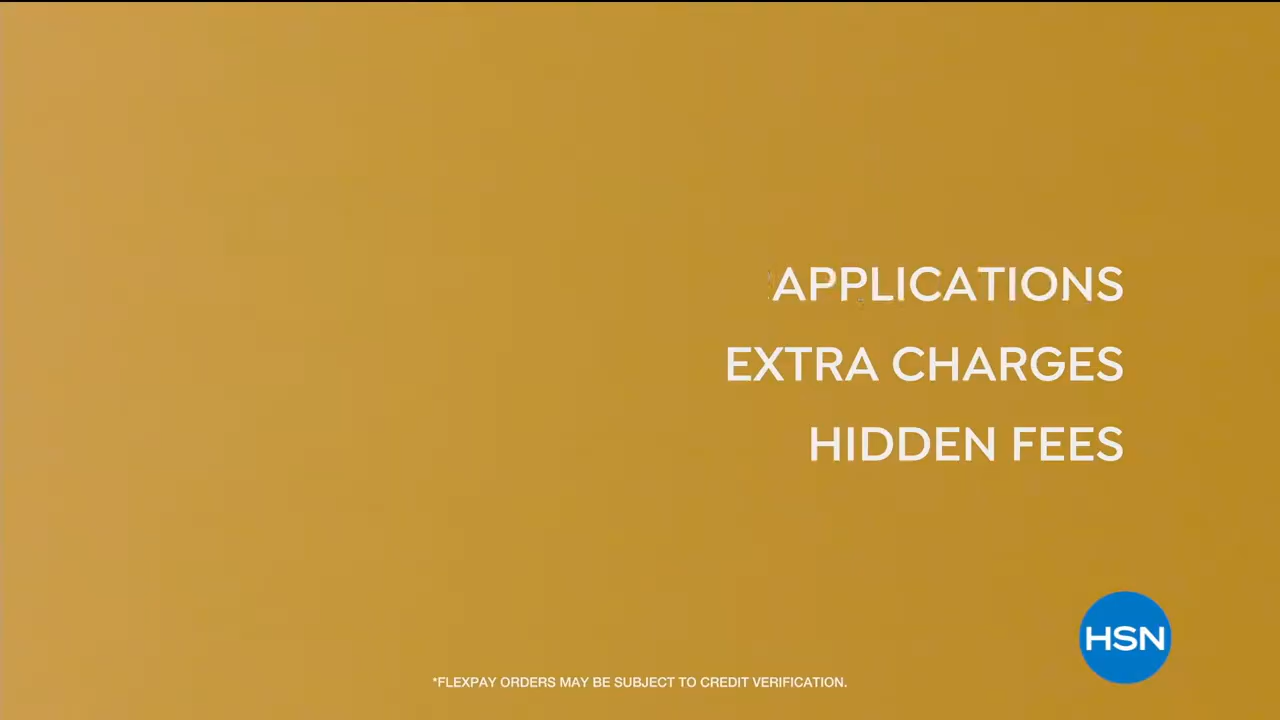 APPLICATIONS
EXTRA CHARGES
HIDDEN FEES
HSN
*FLEXPAY ORDERS MAY BE SUBJECT TO CREDIT VERIFICATION.